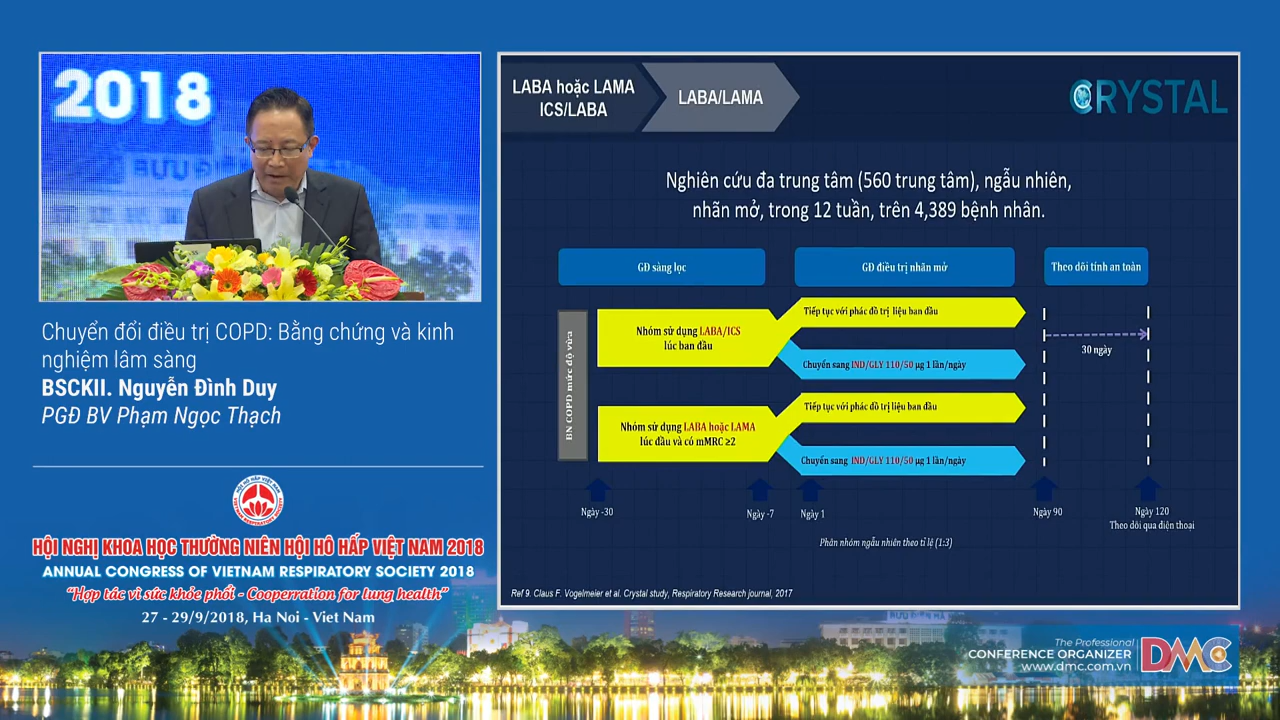 2018
BƯU ĐIỆN
Chuyển đổi điều trị COPD: Bằng chứng và kinh
nghiệm lâm sàng
BSCKII. Nguyễn Đình Duy
PGĐ BV Phạm Ngọc Thạch
HỘI HÔ HẤP VIỆT NAM
VIETNAM RESPIRATORY SOCIETY
HỘI NGHỊ KHOA HỌC THƯỜNG NIÊN HỘI HÔ HẤP VIỆT NAM 2018
ANNUAL CONGRESS OF VIETNAM RESPIRATORY SOCIETY 2018
"Hợp tác vì sức khỏe phổi - Cooperration for lung health"
27 - 29/9/2018, Ha Noi - Viet Nam
LABA hoặc LAMA
ICS/LABA
LABA/LAMA
CRYSTAL
Nghiên cứu đa trung tâm (560 trung tâm), ngẫu nhiên,
nhãn mở, trong 12 tuần, trên 4,389 bệnh nhân.
GĐ sàng lọc
GĐ điều trị nhãn mở
Theo dõi tính an toàn
BN COPD mức độ vừa
Nhóm sử dụng LABA/ICS
lúc ban đầu
Tiếp tục với phác đồ trị liệu ban đầu
Chuyển sang IND/GLY 110/50 µg 1 lần/ngày
30 ngày
Nhóm sử dụng LABA hoặc LAMA
lúc đầu và có mMRC ≥2
Tiếp tục với phác đồ trị liệu ban đầu
Chuyển sang IND/GLY 110/50 µg 1 lần/ngày
Ngày -30
Ngày -7
Ngày 1
Ngày 90
Ngày 120
Theo dõi qua điện thoại
Phân nhóm ngẫu nhiên theo tỉ lệ (1:3)
Ref 9. Claus F. Vogelmeier et al. Crystal study, Respiratory Research journal, 2017
The Professional
CONFERENCE ORGANIZER
www.dmc.com.vn
DMC